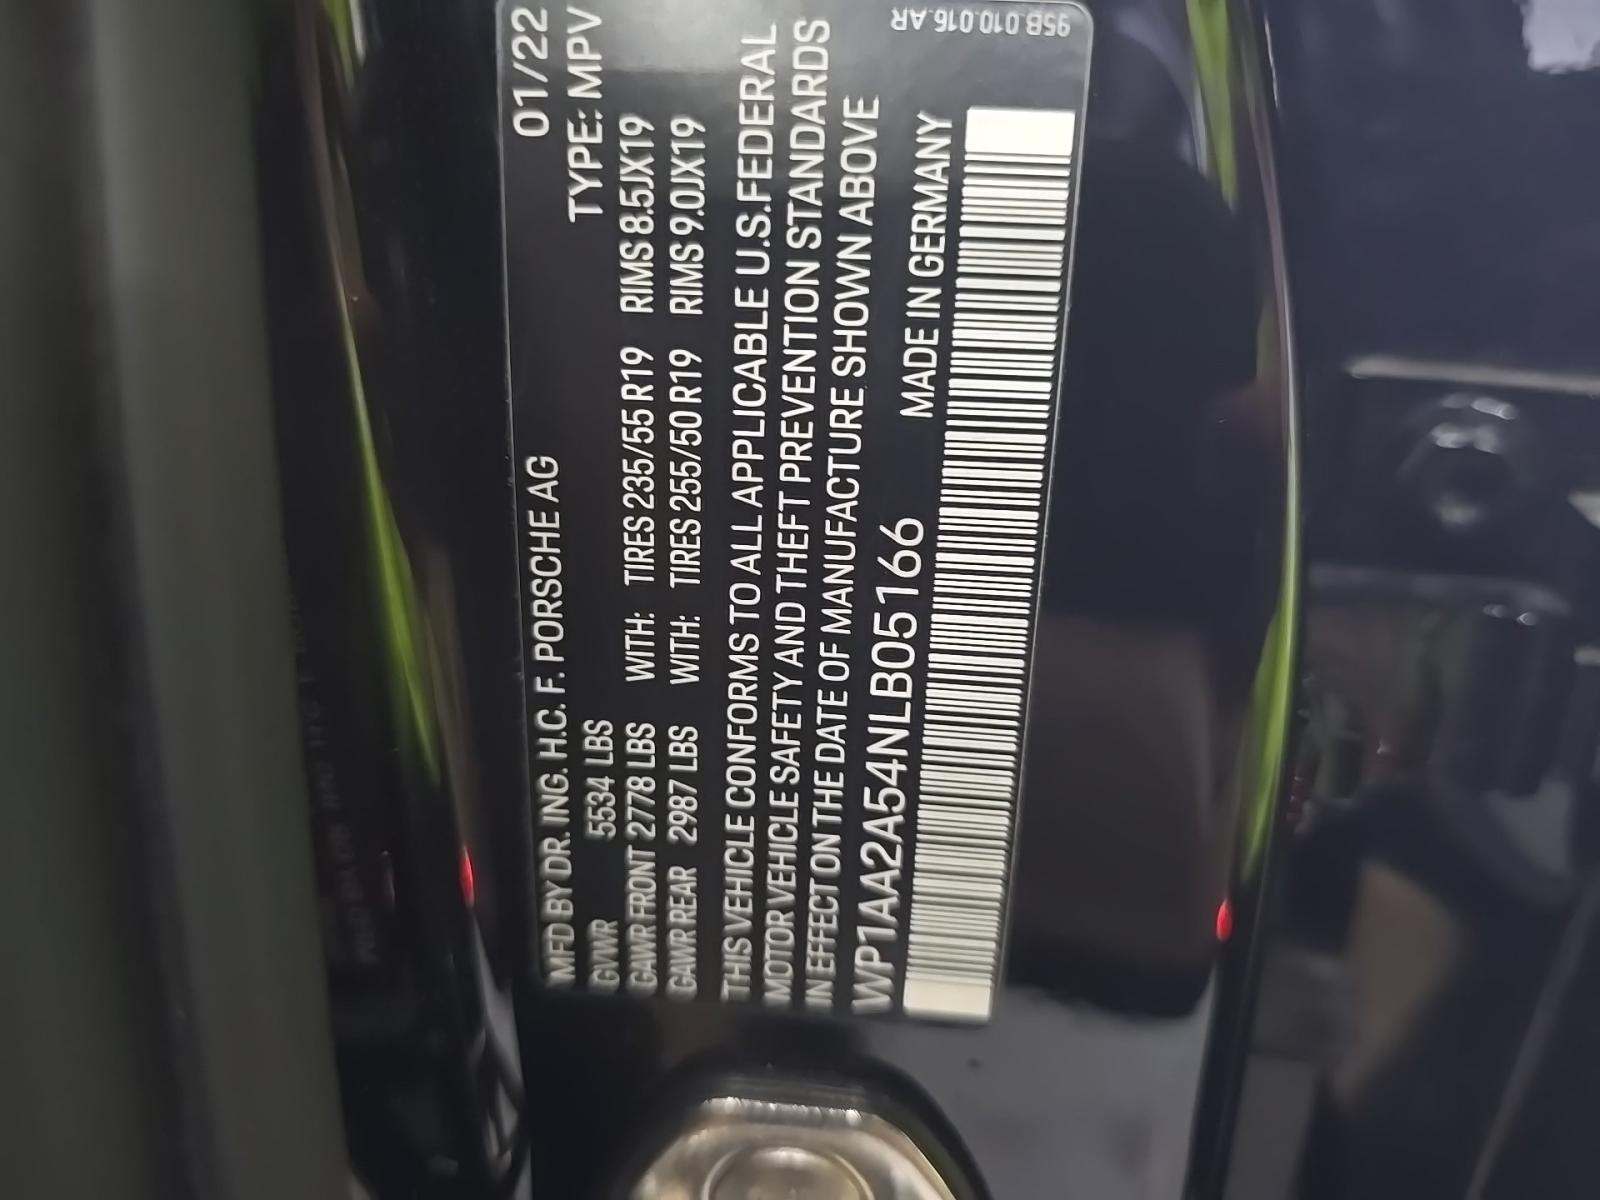 MFD BY DR. ING. H.C. F. PORSCHE AG 01/22
GVWR 5534 LBS TYPE: MPV
GAWR FRONT 2778 LBS WITH: TIRES 235/55 R19 RIMS 8.5JX19
GAWR REAR 2987 LBS WITH: TIRES 255/50 R19 RIMS 9.0JX19
THIS VEHICLE CONFORMS TO ALL APPLICABLE U.S.FEDERAL
MOTOR VEHICLE SAFETY AND THEFT PREVENTION STANDARDS
IN EFFECT ON THE DATE OF MANUFACTURE SHOWN ABOVE
WP1AA2A54NLB05166 MADE IN GERMANY
95B.010.016.AR